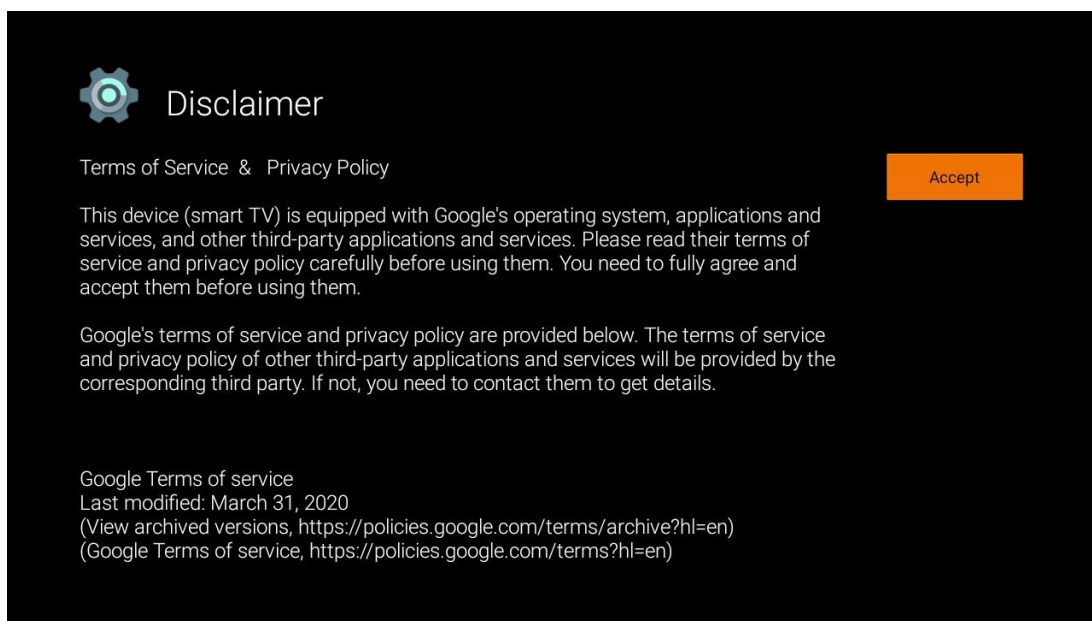 Disclaimer
Terms of Service & Privacy Policy
Accept
This device (smart TV) is equipped with Google's operating system, applications and
services, and other third-party applications and services. Please read their terms of
service and privacy policy carefully before using them. You need to fully agree and
accept them before using them.
Google's terms of service and privacy policy are provided below. The terms of service
and privacy policy of other third-party applications and services will be provided by the
corresponding third party. If not, you need to contact them to get details.
Google Terms of service
Last modified: March 31, 2020
(View archived versions, https://policies.google.com/terms/archive?hl=en)
(Google Terms of service, https://policies.google.com/terms?hl=en)